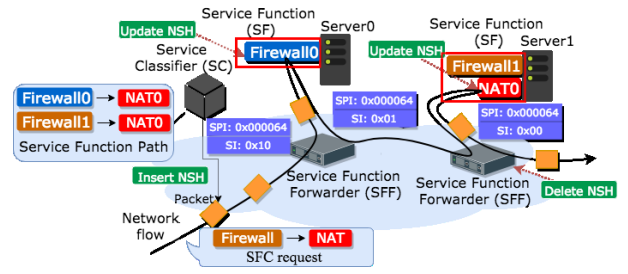 Service Function
(SF)
Server0
Update NSH
Firewall0
Service
Classifier (SC)
Service Function
(SF)
Server1
Update NSH
Firewall1
NAT0
Firewall0 NAT0
Firewall1 NAT0
Service Function Path
SPI: 0x000064
SI: 0x10
SPI: 0x000064
SI: 0x01
SPI: 0x000064
SI: 0x00
Insert NSH
Service Function
Forwarder (SFF)
Service Function
Forwarder (SFF)
Delete NSH
Packet
Network
flow
Firewall NAT
SFC request